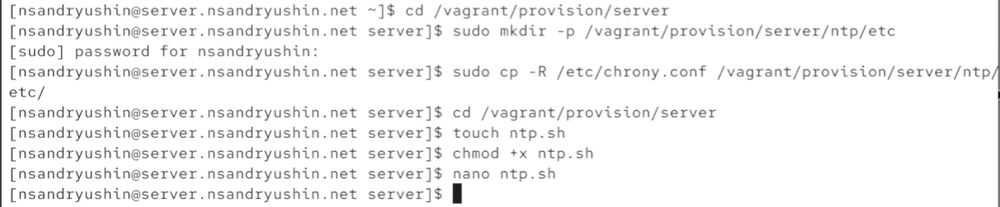 [nsandryushin@server.nsandryushin.net ~]$ cd /vagrant/provision/server
[nsandryushin@server.nsandryushin.net server]$ sudo mkdir -p /vagrant/provision/server/ntp/etc
[sudo] password for nsandryushin:
[nsandryushin@server.nsandryushin.net server]$ sudo cp -R /etc/chrony.conf /vagrant/provision/server/ntp/
etc/
[nsandryushin@server.nsandryushin.net server]$ cd /vagrant/provision/server
[nsandryushin@server.nsandryushin.net server]$ touch ntp.sh
[nsandryushin@server.nsandryushin.net server]$ chmod +x ntp.sh
[nsandryushin@server.nsandryushin.net server]$ nano ntp.sh
[nsandryushin@server.nsandryushin.net server]$